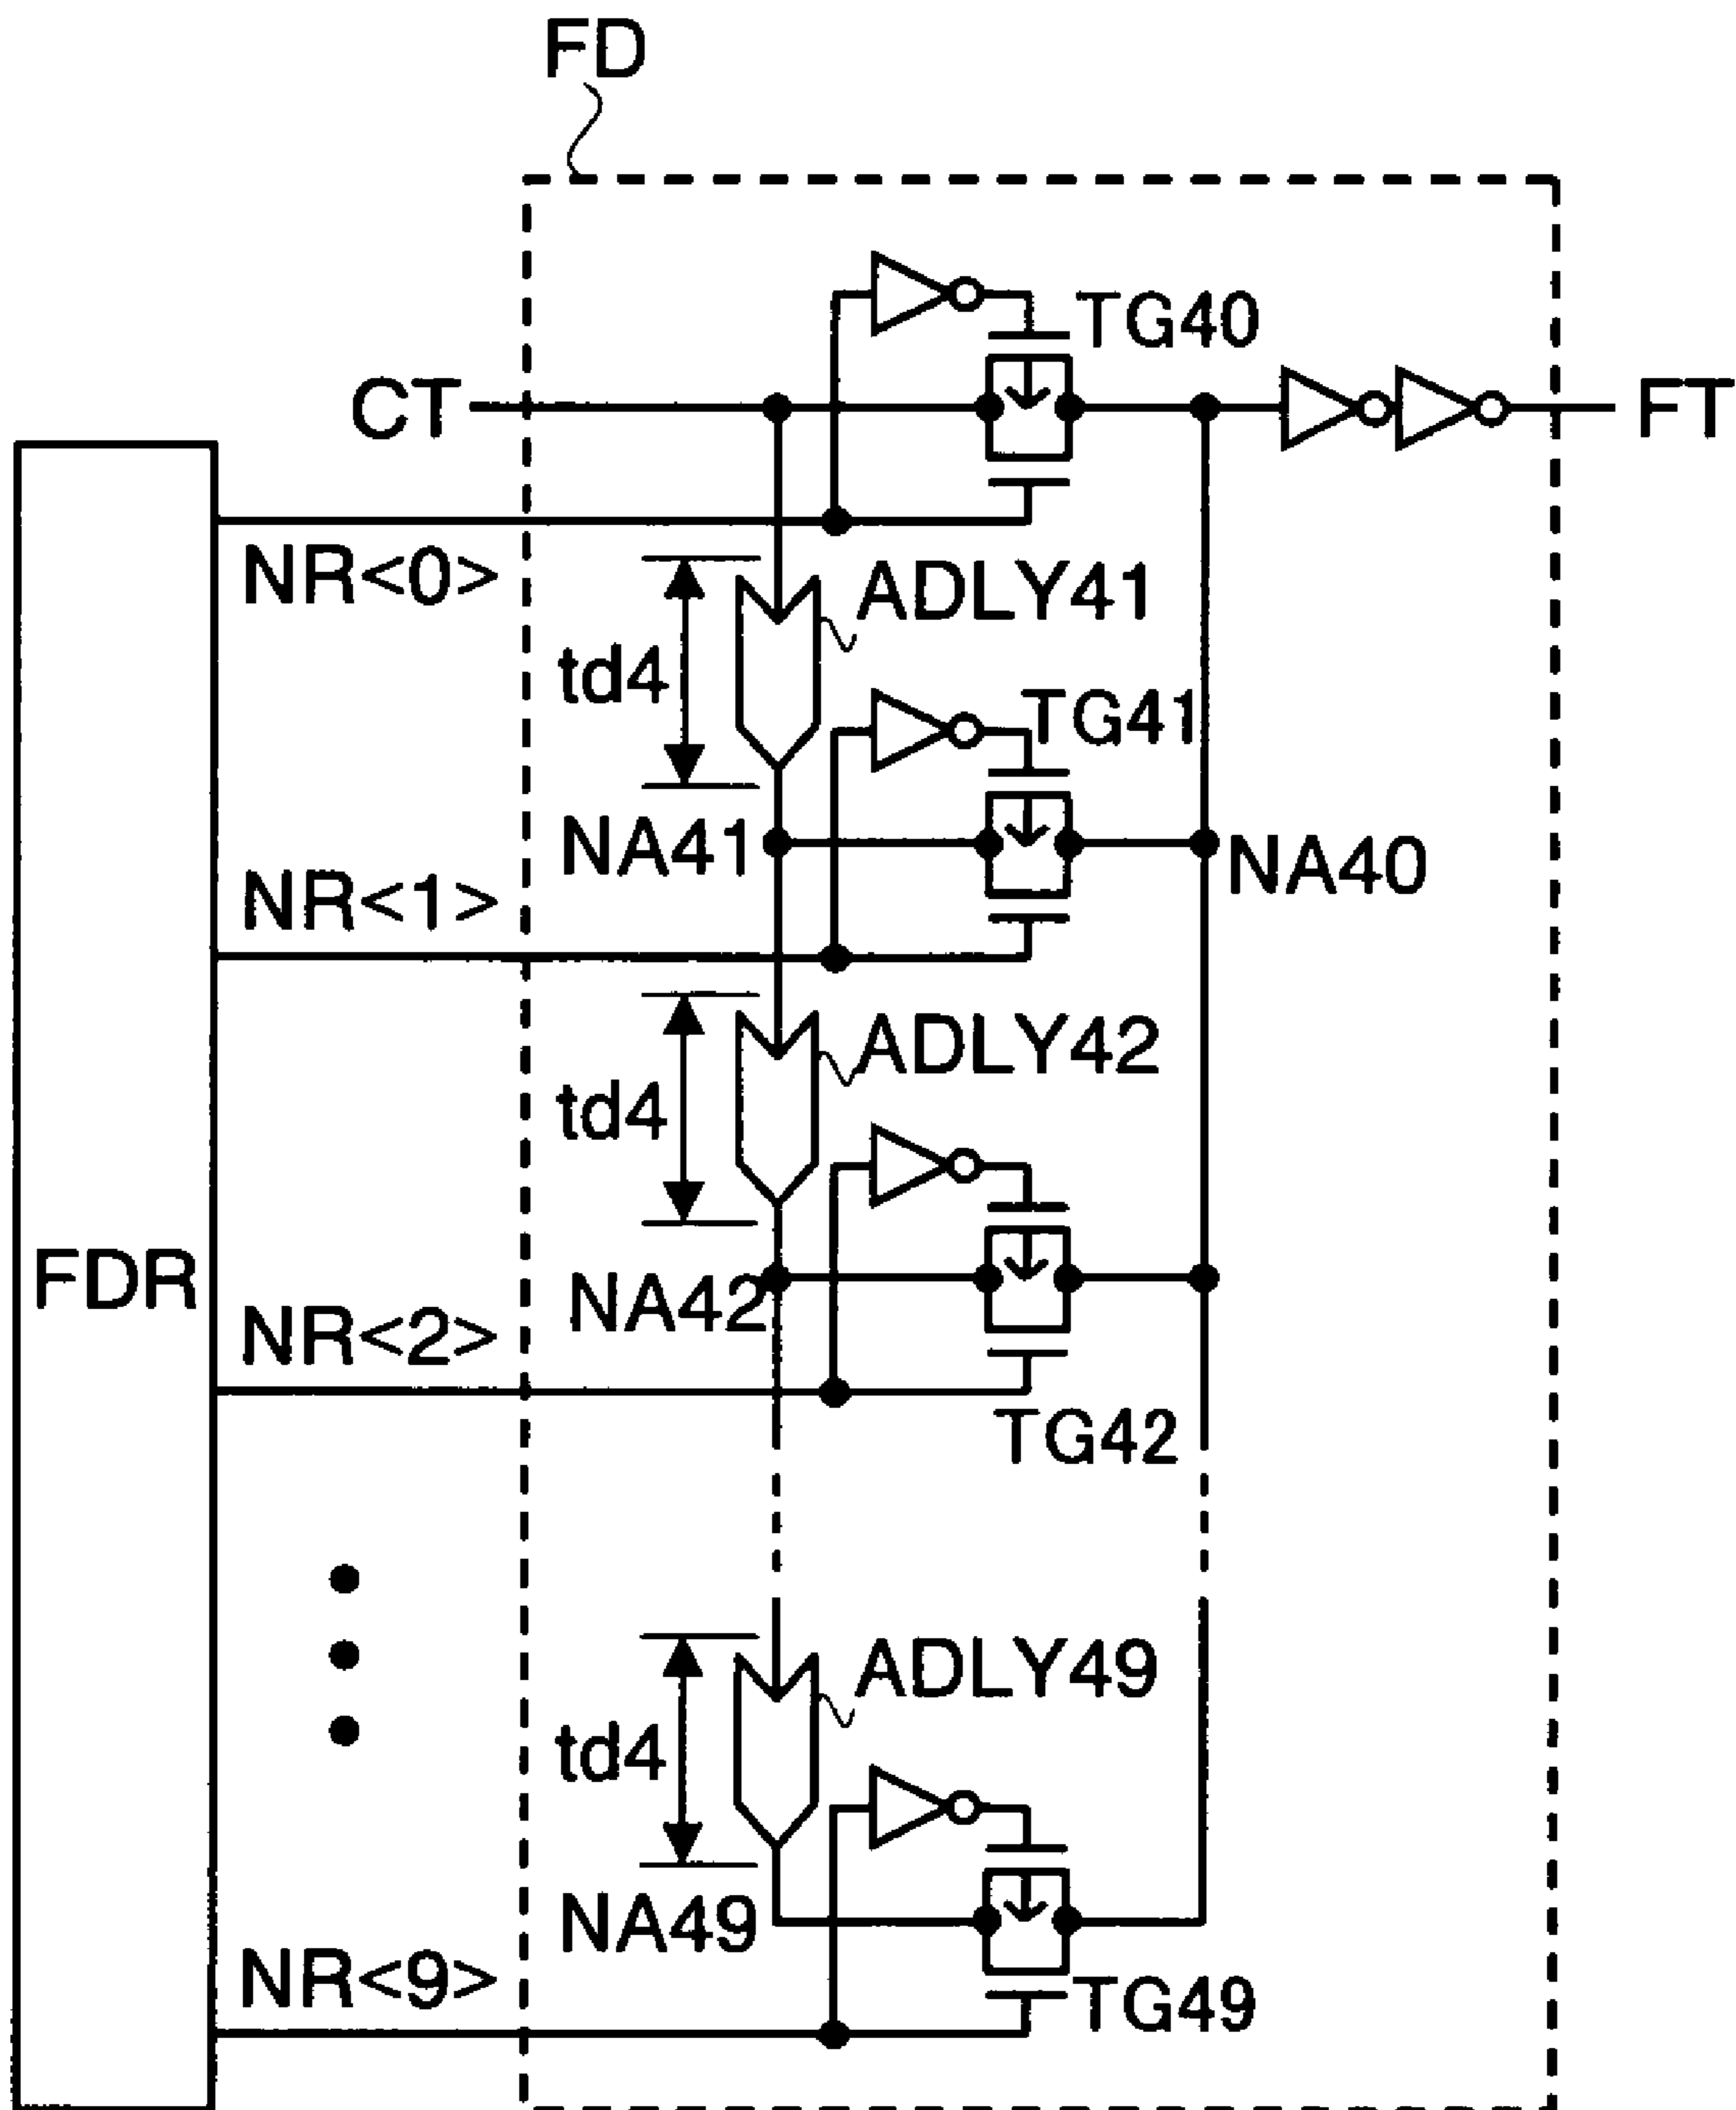 FD
TG40
CT
FT
NR<0>
ADLY41
td4
TG41
NA41
NA40
NR<1>
ADLY42
td4
FDR
NA42
NR<2>
TG42
ADLY49
td4
NA49
NR<9>
TG49